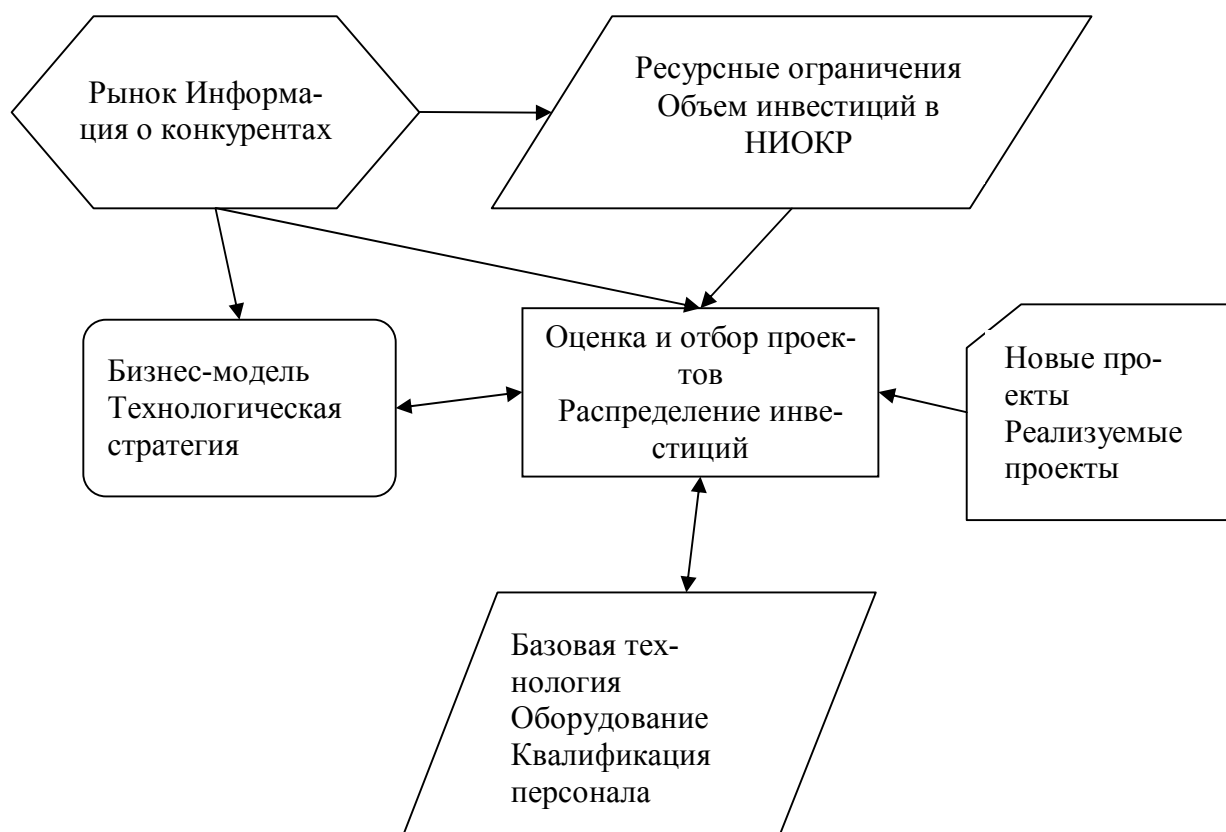 Рынок Информа-
ция о конкурентах
Ресурсные ограничения
Объем инвестиций в
НИОКР
Бизнес-модель
Технологическая
стратегия
Оценка и отбор проек-
тов
Распределение инве-
стиций
Новые про-
екты
Реализуемые
проекты
Базовая тех-
нология
Оборудование
Квалификация
персонала